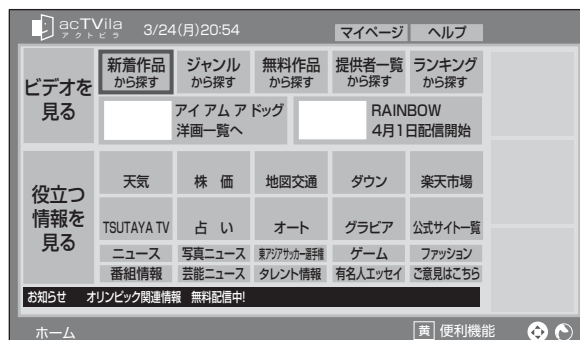 acTVila
アクトビラ
3/24(月)20:54
マイページ ヘルプ
ビデオを
見る
新着作品
から探す
ジャンル
から探す
無料作品
から探す
提供者一覧
から探す
ランキング
から探す
アイ アム ア ドッグ
洋画一覧へ
RAINBOW
4月1日配信開始
役立つ
情報を
見る
天気 株 価 地図交通 ダウン 楽天市場
TSUTAYA TV 占 い オート グラビア 公式サイト一覧
ニュース 写真ニュース 東アジアサッカー選手権 ゲーム ファッション
番組情報 芸能ニュース タレント情報 有名人エッセイ ご意見はこちら
お知らせ オリンピック関連情報 無料配信中!
ホーム 黄 便利機能